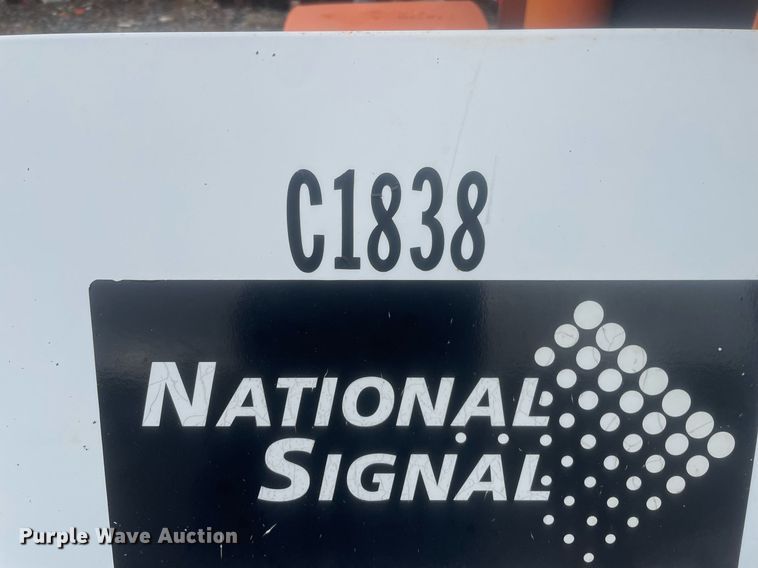 C1838
NATIONAL
SIGNAL
Purple Wave Auction